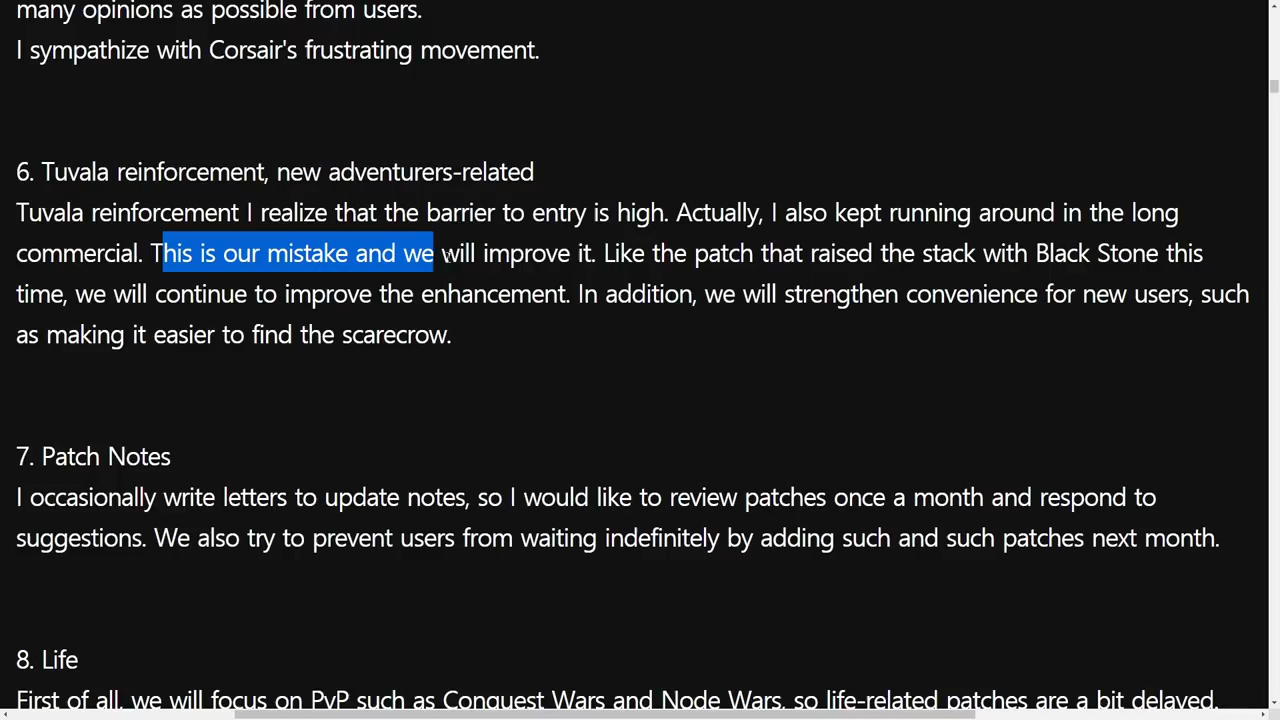 many opinions as possible from users.
I sympathize with Corsair's frustrating movement.
6. Tuvala reinforcement, new adventurers-related
Tuvala reinforcement I realize that the barrier to entry is high. Actually, I also kept running around in the long
commercial. This is our mistake and we will improve it. Like the patch that raised the stack with Black Stone this
time, we will continue to improve the enhancement. In addition, we will strengthen convenience for new users, such
as making it easier to find the scarecrow.
7. Patch Notes
I occasionally write letters to update notes, so I would like to review patches once a month and respond to
suggestions. We also try to prevent users from waiting indefinitely by adding such and such patches next month.
8. Life
First of all, we will focus on PvP such as Conquest Wars and Node Wars, so life-related patches are a bit delayed.